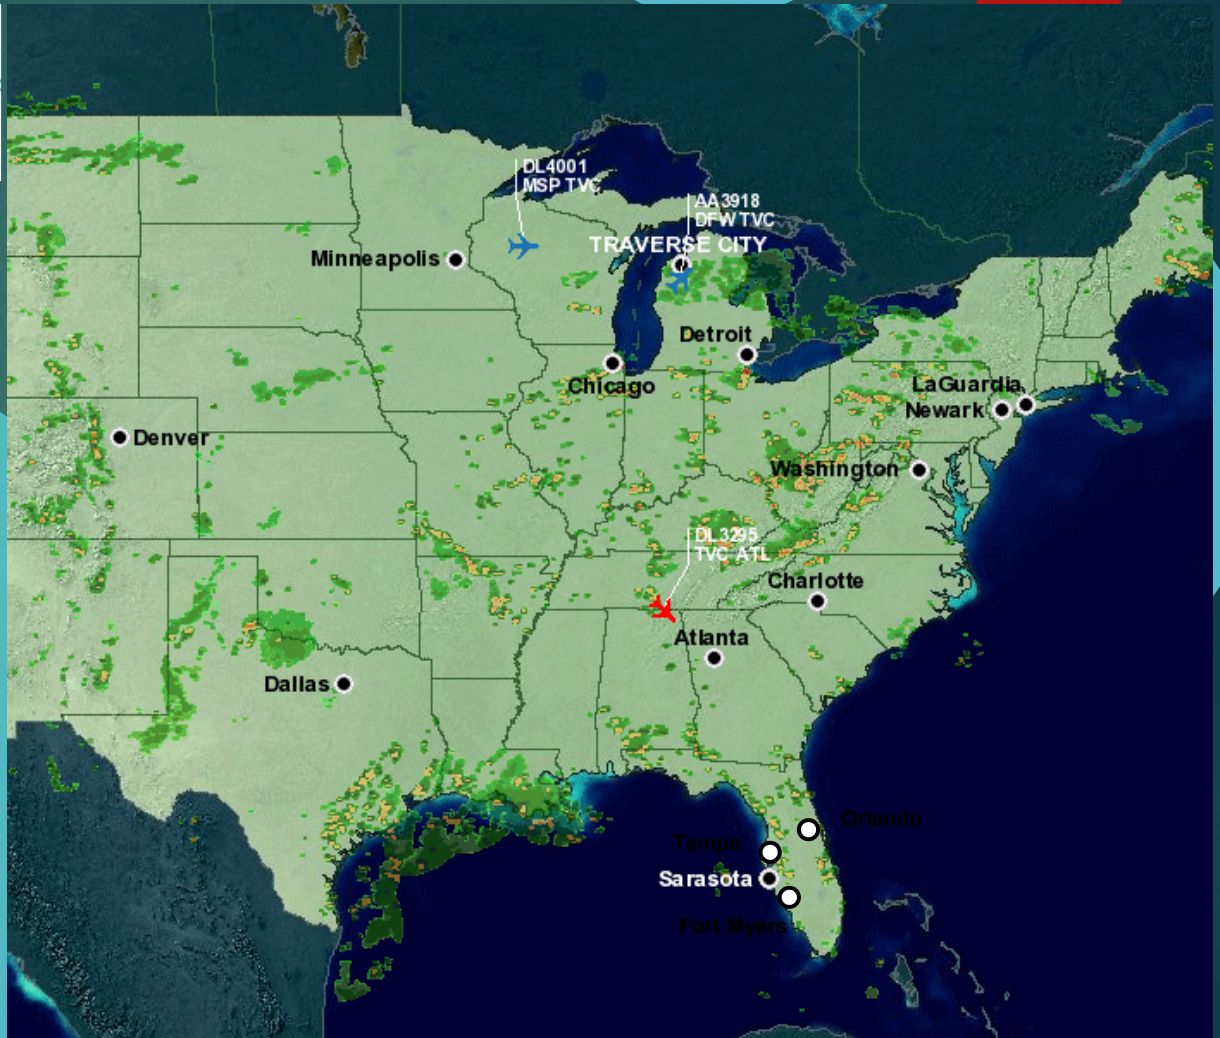 DL4001
MSP TVC
AA3918
DFW TVC
TRAVERSE CITY
Minneapolis
Detroit
Chicago
LaGuardia
Newark
Denver
Washington
DL3295
TVC ATL
Charlotte
Atlanta
Dallas
Orlando
Tampa
Sarasota
Fort Myers